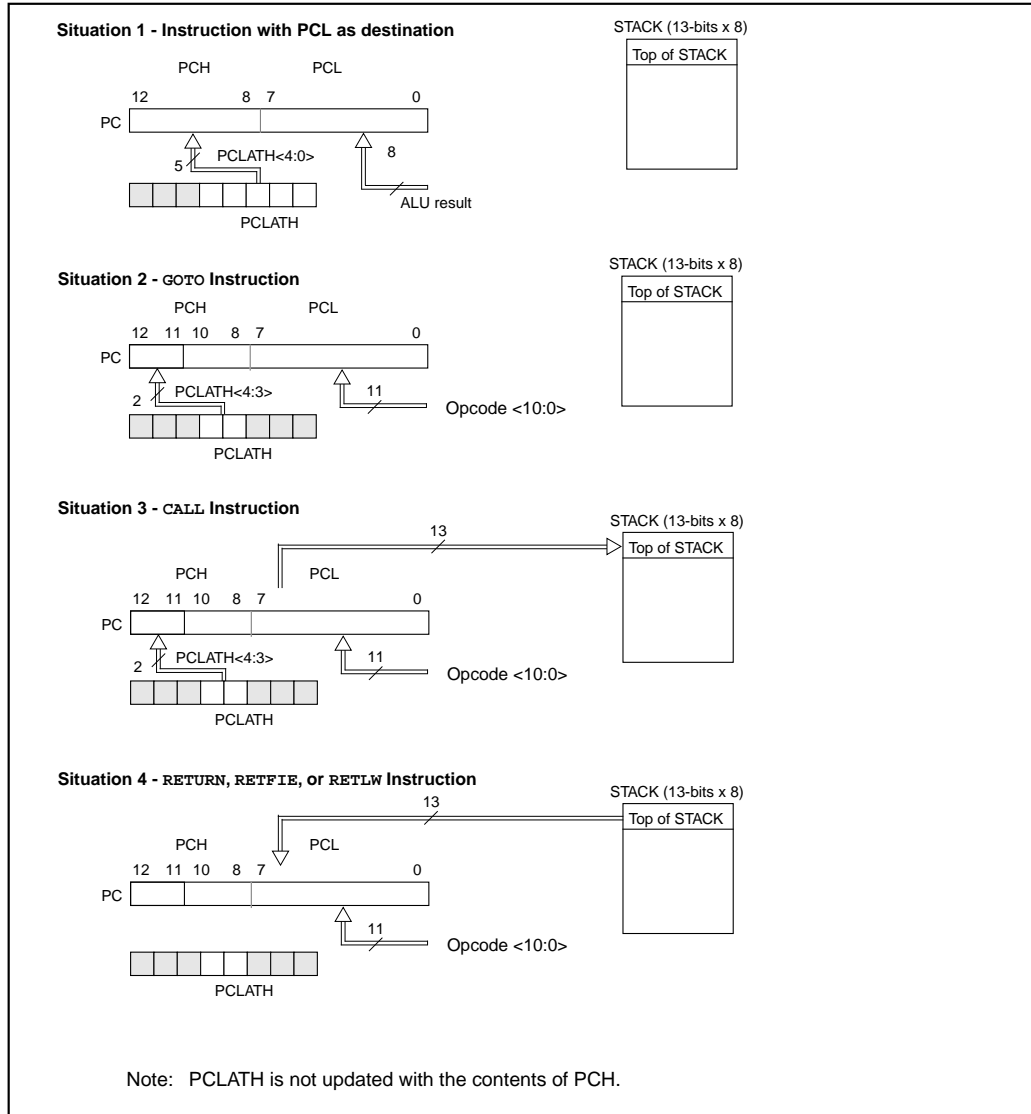 Situation 1 - Instruction with PCL as destination
STACK (13-bits x 8)
Top of STACK
PCH PCL
12 8 7 0
PC
5 PCLATH<4:0> 8
ALU result
PCLATH
Situation 2 - GOTO Instruction
STACK (13-bits x 8)
Top of STACK
PCH PCL
12 11 10 8 7 0
PC
2 PCLATH<4:3> 11
Opcode <10:0>
PCLATH
Situation 3 - CALL Instruction
STACK (13-bits x 8)
13
Top of STACK
PCH PCL
12 11 10 8 7 0
PC
2 PCLATH<4:3> 11
Opcode <10:0>
PCLATH
Situation 4 - RETURN, RETFIE, or RETLW Instruction
STACK (13-bits x 8)
13
Top of STACK
PCH PCL
12 11 10 8 7 0
PC
11
Opcode <10:0>
PCLATH
Note: PCLATH is not updated with the contents of PCH.